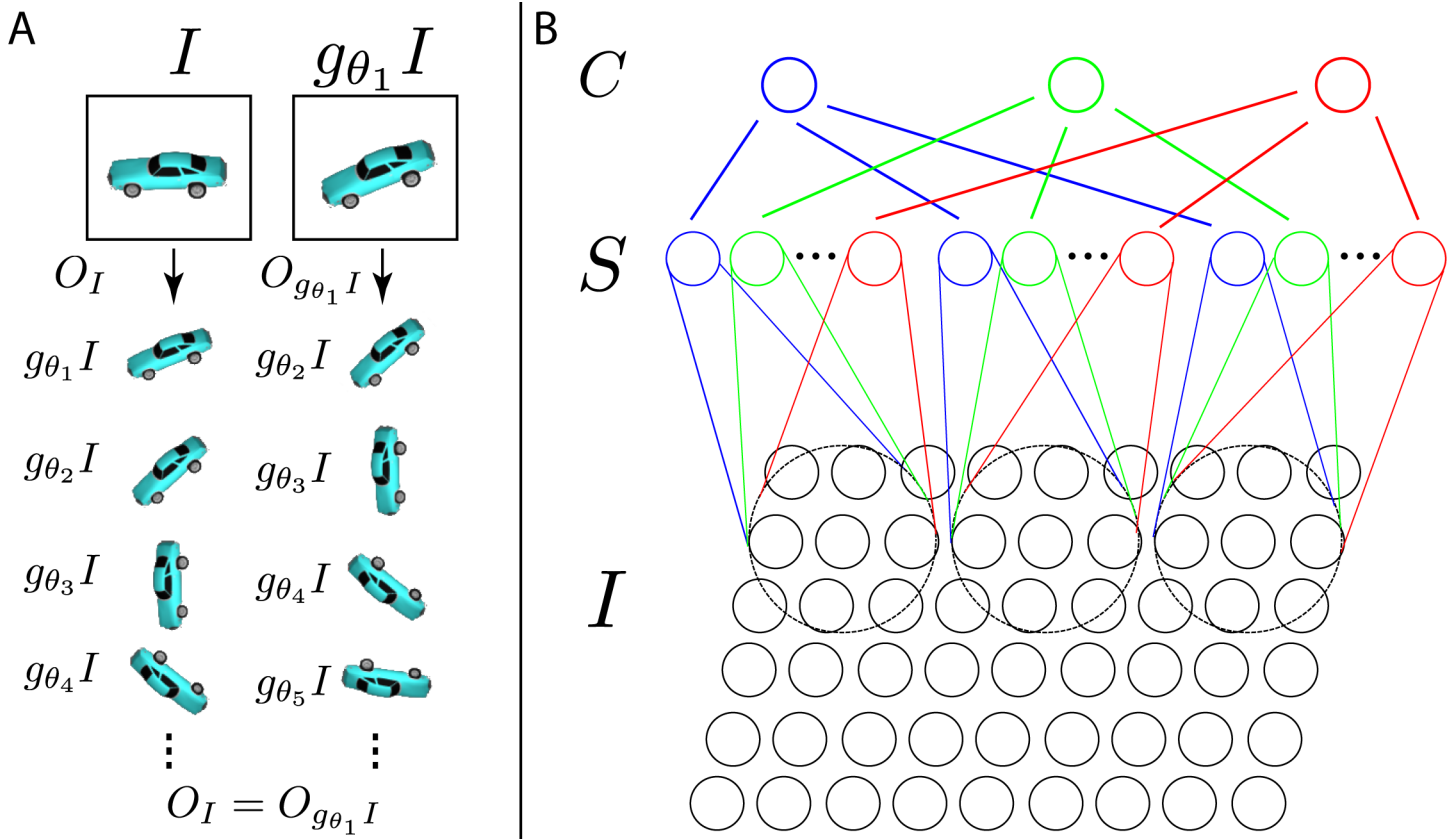 A
I
g_{θ_1} I
O_I
O_{g_{θ_1} I}
g_{θ_1} I
g_{θ_2} I
g_{θ_2} I
g_{θ_3} I
g_{θ_3} I
g_{θ_4} I
g_{θ_4} I
g_{θ_5} I
O_I = O_{g_{θ_1} I}
B
C
S
I